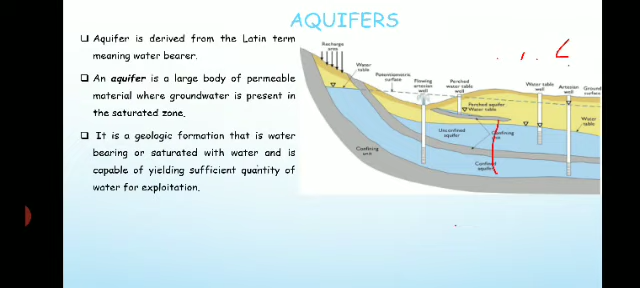 AQUIFERS
❑ Aquifer is derived from the Latin term
meaning water bearer.
❑ An aquifer is a large body of permeable
material where groundwater is present in
the saturated zone.
❑ It is a geologic formation that is water
bearing or saturated with water and is
capable of yielding sufficient quantity of
water for exploitation.
Recharge
area
Water
table
Potentiometric
surface
Flowing
artesian
well
Perched
water table
well
Water table
well
Artesian
well
Ground
surface
Perched aquifer
Water table
Unconfined
aquifer
Confining
unit
Water
table
Confining
unit
Confined
aquifer